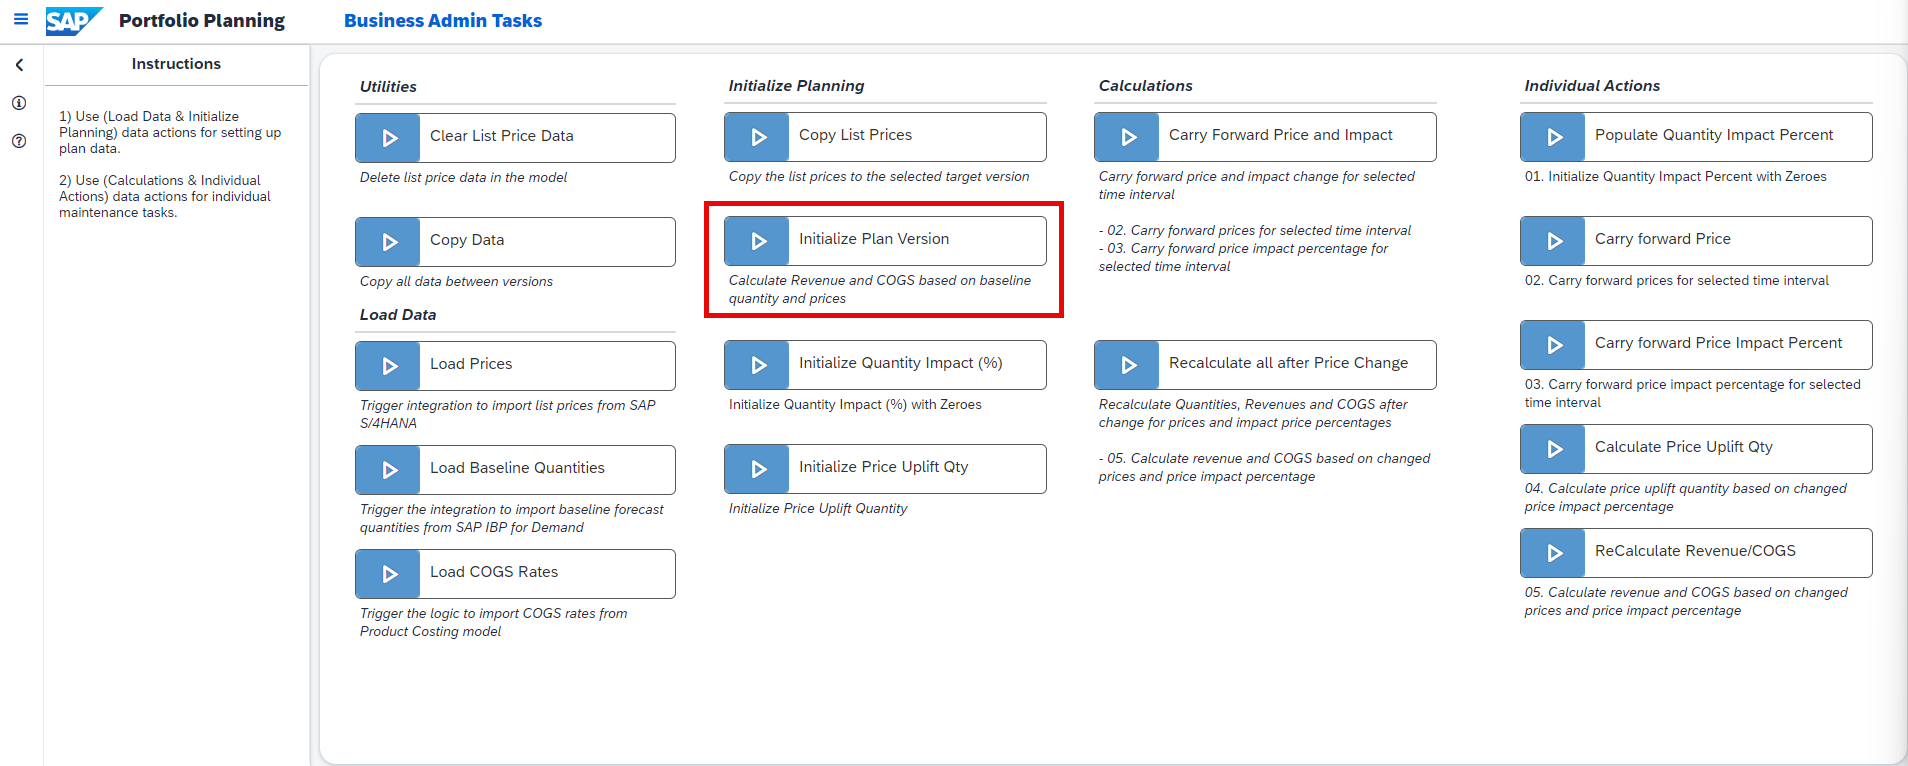 SAP Portfolio Planning Business Admin Tasks
Instructions
1) Use (Load Data & Initialize
Planning) data actions for setting up
plan data.
2) Use (Calculations & Individual
Actions) data actions for individual
maintenance tasks.
Utilities
Clear List Price Data
Delete list price data in the model
Copy Data
Copy all data between versions
Load Data
Load Prices
Trigger integration to import list prices from SAP
S/4HANA
Load Baseline Quantities
Trigger the integration to import baseline forecast
quantities from SAP IBP for Demand
Load COGS Rates
Trigger the logic to import COGS rates from
Product Costing model
Initialize Planning
Copy List Prices
Copy the list prices to the selected target version
Initialize Plan Version
Calculate Revenue and COGS based on baseline
quantity and prices
Initialize Quantity Impact (%)
Initialize Quantity Impact (%) with Zeroes
Initialize Price Uplift Qty
Initialize Price Uplift Quantity
Calculations
Carry Forward Price and Impact
Carry forward price and impact change for selected
time interval
- 02. Carry forward prices for selected time interval
- 03. Carry forward price impact percentage for
selected time interval
Recalculate all after Price Change
Recalculate Quantities, Revenues and COGS after
change for prices and impact price percentages
- 05. Calculate revenue and COGS based on changed
prices and price impact percentage
Individual Actions
Populate Quantity Impact Percent
01. Initialize Quantity Impact Percent with Zeroes
Carry forward Price
02. Carry forward prices for selected time interval
Carry forward Price Impact Percent
03. Carry forward price impact percentage for selected
time interval
Calculate Price Uplift Qty
04. Calculate price uplift quantity based on changed
price impact percentage
ReCalculate Revenue/COGS
05. Calculate revenue and COGS based on changed
prices and price impact percentage